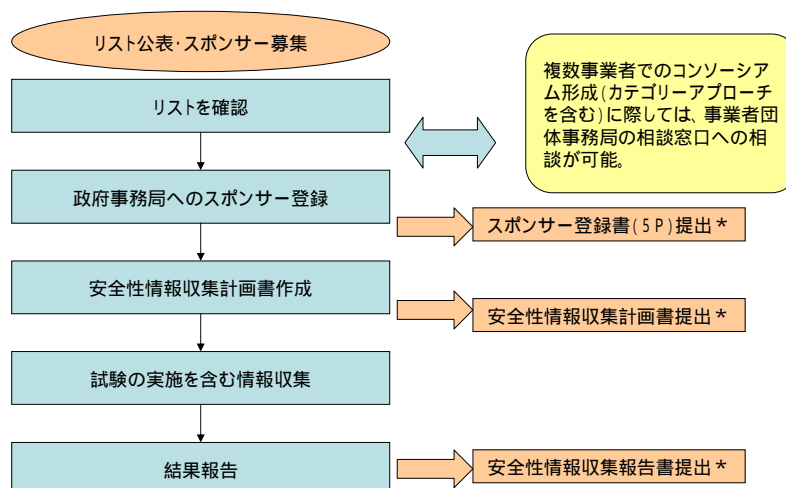 リスト公表･スポンサー募集
リストを確認
複数事業者でのコンソーシア
ム形成(カテゴリーアプローチ
を含む)に際しては、事業者団
体事務局の相談窓口への相
談が可能。
政府事務局へのスポンサー登録
スポンサー登録書(5P)提出*
安全性情報収集計画書作成
安全性情報収集計画書提出*
試験の実施を含む情報収集
結果報告
安全性情報収集報告書提出*